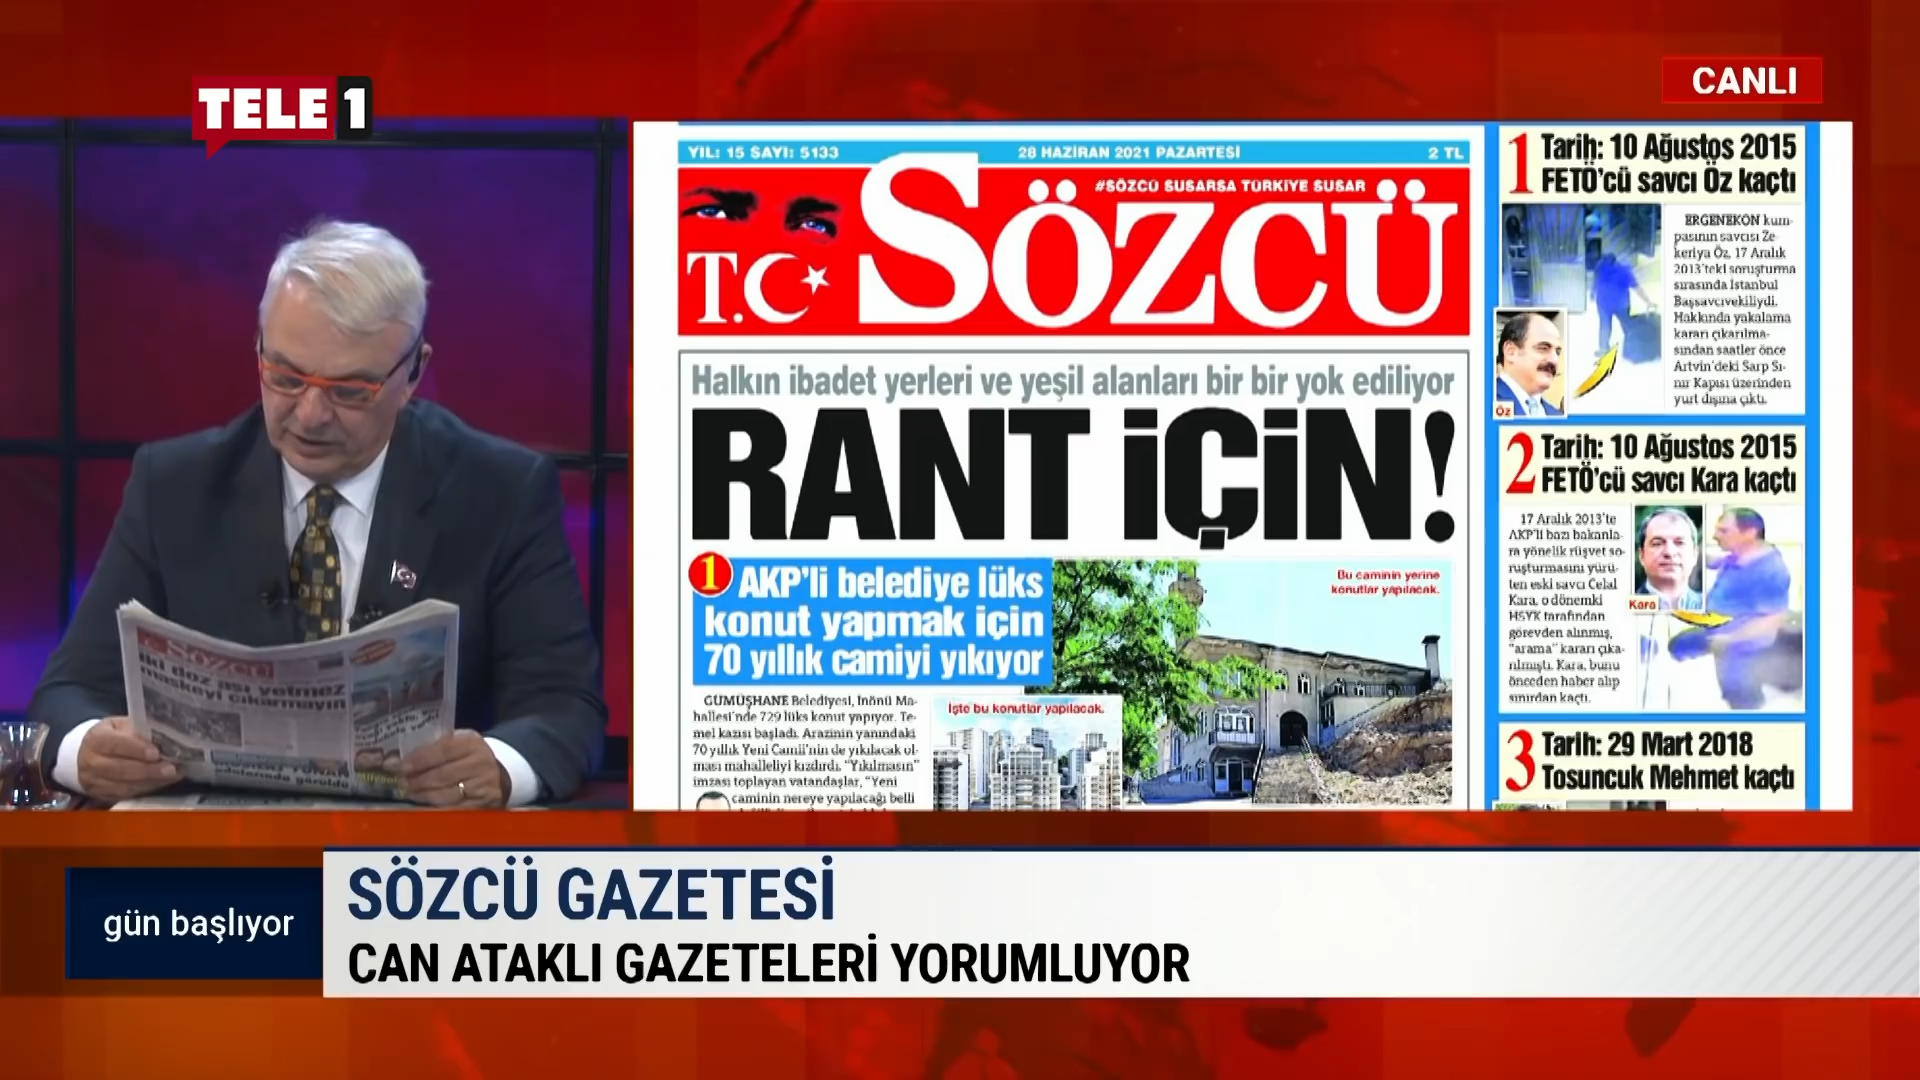 TELE 1
CANLI
YIL: 15 SAYI: 5133
28 HAZİRAN 2021 PAZARTESİ
2 TL
#SÖZCÜ SUSARSA TÜRKİYE SUSAR
T.C
SÖZCÜ
Halkın ibadet yerleri ve yeşil alanları bir bir yok ediliyor
RANT İÇİN!
1 AKP'li belediye lüks
konut yapmak için
70 yıllık camiyi yıkıyor
Bu caminin yerine
konutlar yapılacak.
GÜMÜŞHANE Belediyesi, İnönü Ma-
hallesi'nde 729 lüks konut yapıyor. Te-
mel kazısı başladı. Arazinin yanındaki
70 yıllık Yeni Camii'nin de yıkılacak ol-
ması mahalleliyi kızdırdı. "Yıkılmasın"
imzası toplayan vatandaşlar, "Yeni
caminin nereye yapılacağı belli
İşte bu konutlar yapılacak.
1 Tarih: 10 Ağustos 2015
FETÖ'cü savcı Öz kaçtı
ERGENEKON kum-
pasının savcısı Ze-
keriya Öz, 17 Aralık
2013'teki soruşturma
sırasında İstanbul
Başsavcıvekiliydi.
Hakkında yakalama
kararı çıkarılma-
sından saatler önce
Artvin'deki Sarp Sı-
nır Kapısı üzerinden
yurt dışına çıktı.
Öz
2 Tarih: 10 Ağustos 2015
FETÖ'cü savcı Kara kaçtı
17 Aralık 2013'te
AKP'li bazı bakanla-
ra yönelik rüşvet so-
ruşturmasını yürü-
ten eski savcı Celal
Kara, o dönemki
HSYK tarafından
görevden alınmış,
"arama" kararı çıka-
rılmıştı. Kara, bunu
önceden haber alıp
sınırdan kaçtı.
Kara
3 Tarih: 29 Mart 2018
Tosuncuk Mehmet kaçtı
SÖZCÜ
iki doz aşı yetmez
maskeyi çıkarmayın
gün başlıyor
SÖZCÜ GAZETESİ
CAN ATAKLI GAZETELERİ YORUMLUYOR